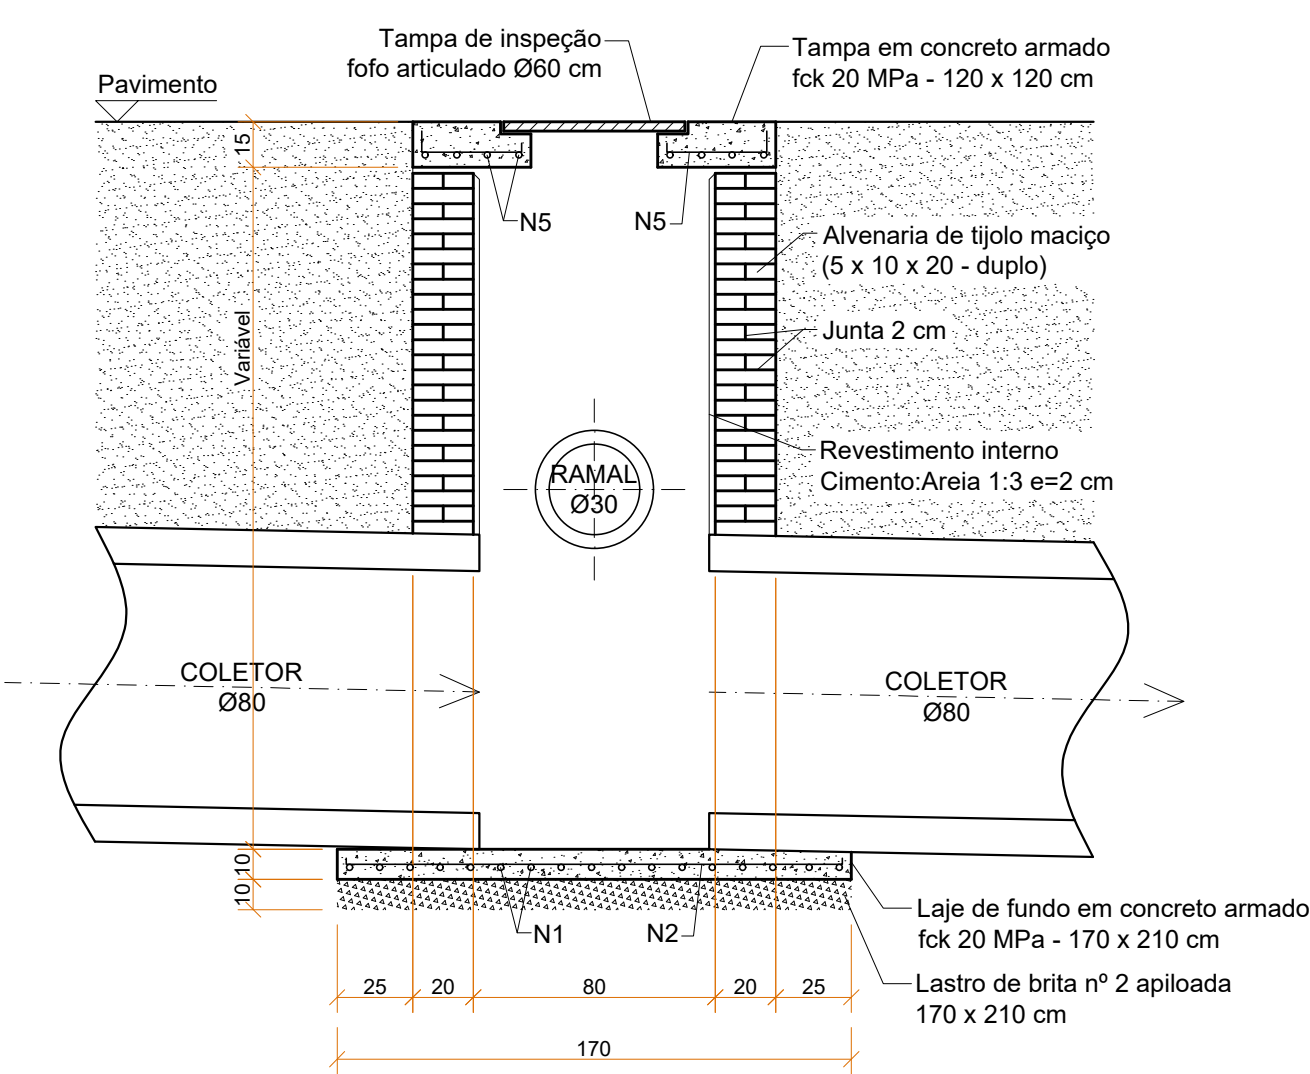 Tampa de inspeção
fofo articulado Ø60 cm
Tampa em concreto armado
fck 20 MPa - 120 x 120 cm
Pavimento
15
N5
N5
Alvenaria de tijolo maciço
(5 x 10 x 20 - duplo)
Variável
Junta 2 cm
Revestimento interno
Cimento:Areia 1:3 e=2 cm
RAMAL
Ø30
COLETOR
Ø80
COLETOR
Ø80
10
10
N1
N2
Laje de fundo em concreto armado
fck 20 MPa - 170 x 210 cm
Lastro de brita nº 2 apiloada
170 x 210 cm
25
20
80
20
25
170